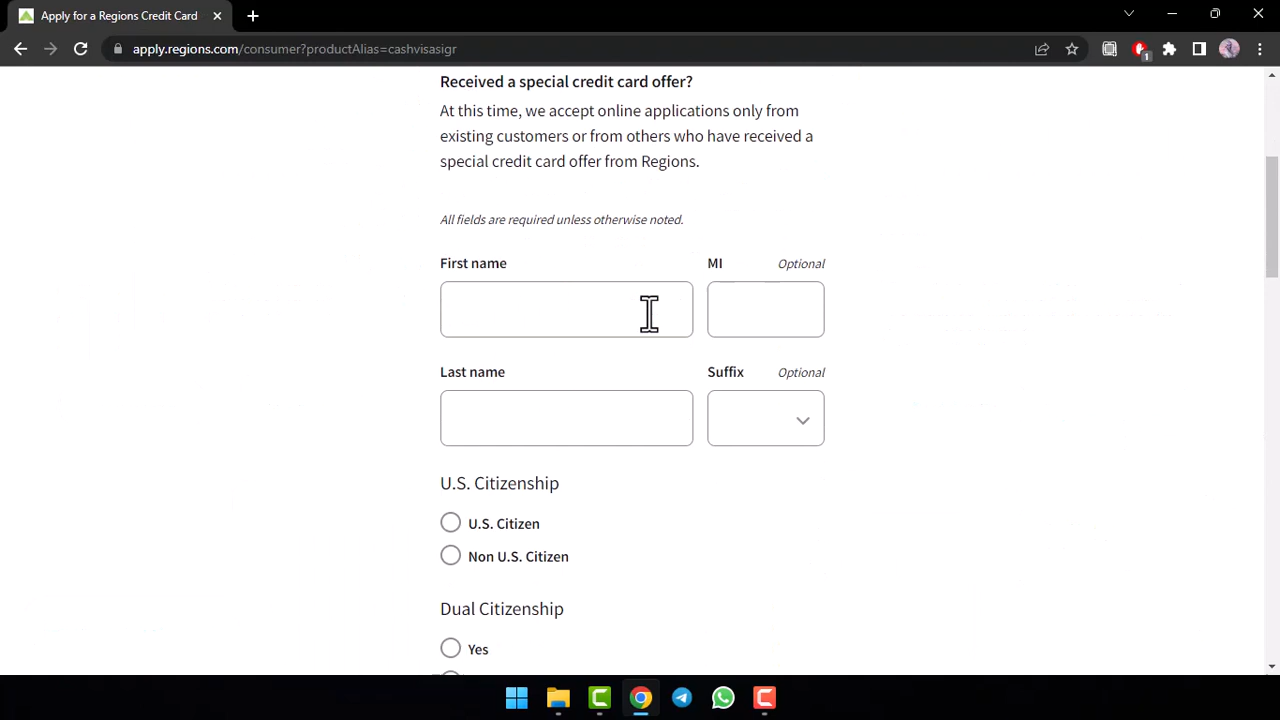 Apply for a Regions Credit Card
apply.regions.com/consumer?productAlias=cashvisasigr
1
Received a special credit card offer?
At this time, we accept online applications only from
existing customers or from others who have received a
special credit card offer from Regions.
All fields are required unless otherwise noted.
First name
MI
Optional
Last name
Suffix
Optional
U.S. Citizenship
U.S. Citizen
Non U.S. Citizen
Dual Citizenship
Yes